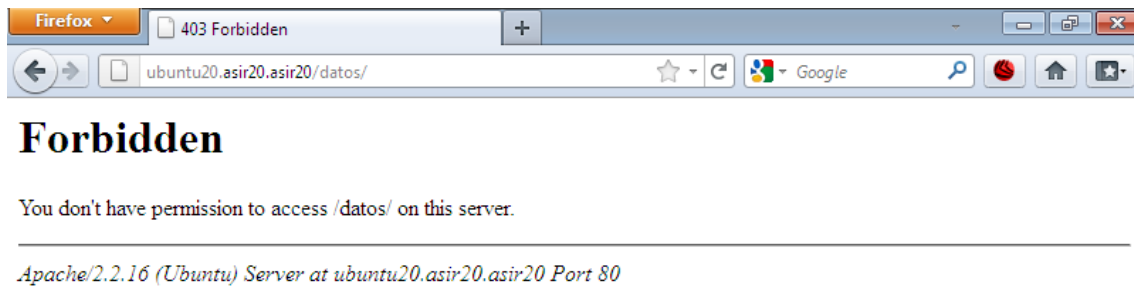 Firefox
403 Forbidden
ubuntu20.asir20.asir20/datos/
Google
Forbidden
You don't have permission to access /datos/ on this server.
Apache/2.2.16 (Ubuntu) Server at ubuntu20.asir20.asir20 Port 80